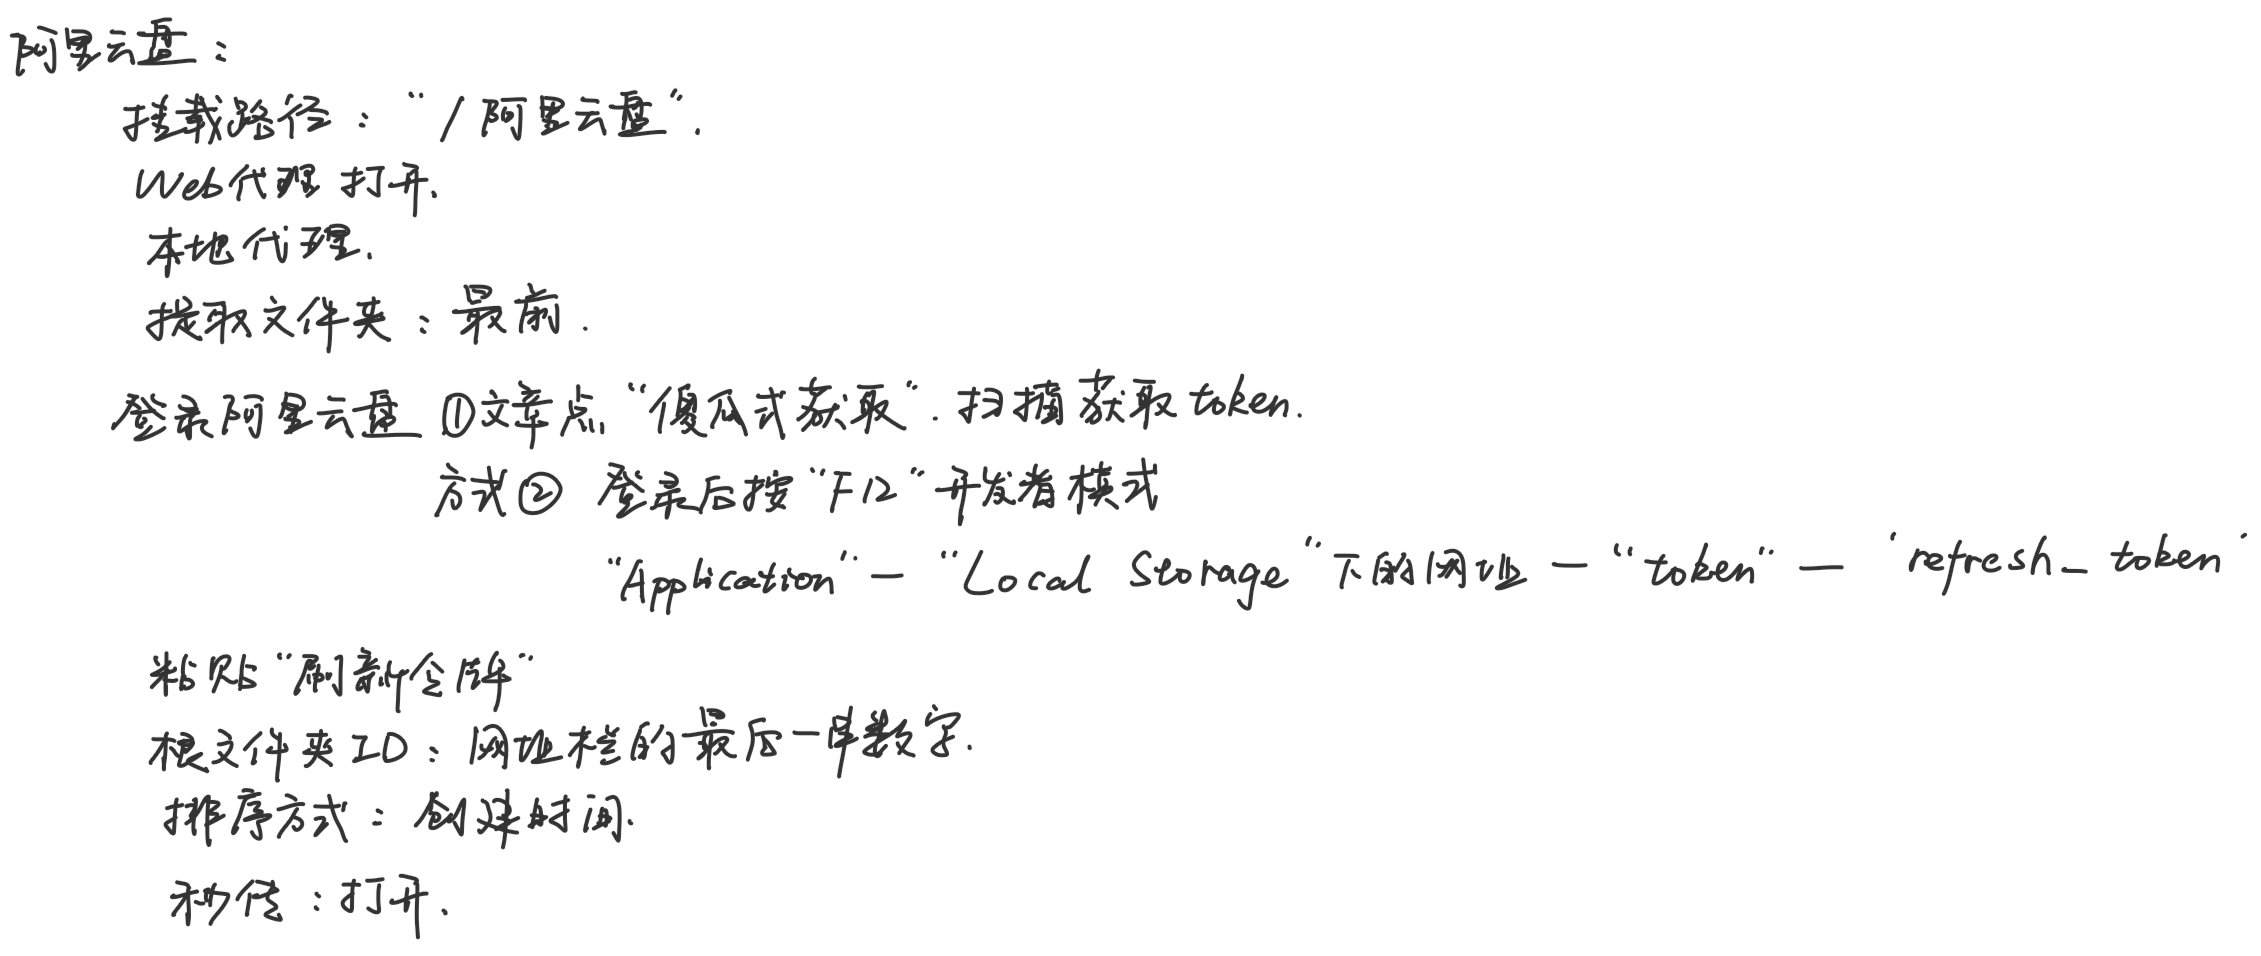 阿里云盘：
挂载路径："/阿里云盘".
Web代理 打开.
本地代理.
提取文件夹：最前.
登录阿里云盘 ①文章点"傻瓜式获取".扫描获取token.
方式② 登录后按"F12"开发者模式
"Application"—"Local Storage"下的网址—"token"—'refresh_token'
粘贴"刷新令牌"
根文件夹ID：网址栏的最后一串数字.
排序方式：创建时间.
秒传：打开.